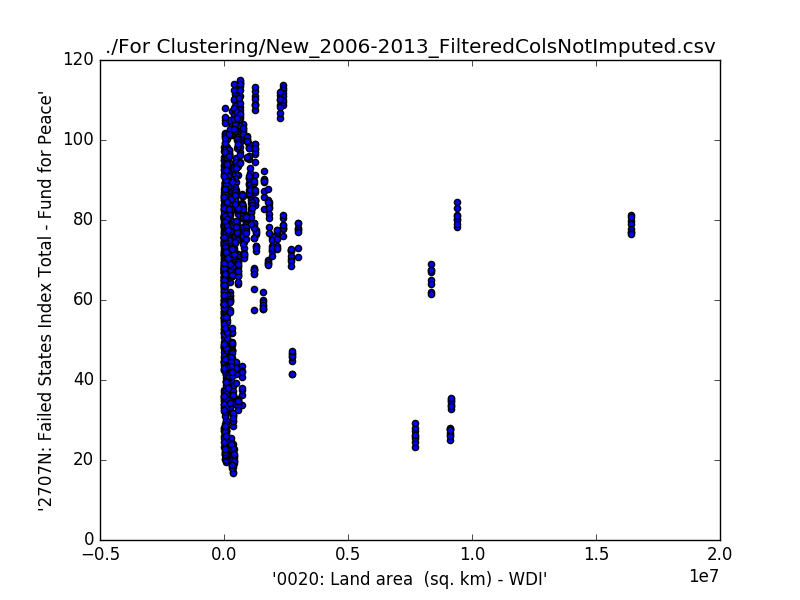 ./For Clustering/New_2006-2013_FilteredColsNotImputed.csv
120
100
80
60
40
20
0
'2707N: Failed States Index Total - Fund for Peace'
−0.5 0.0 0.5 1.0 1.5 2.0
1e7
'0020: Land area  (sq. km) - WDI'